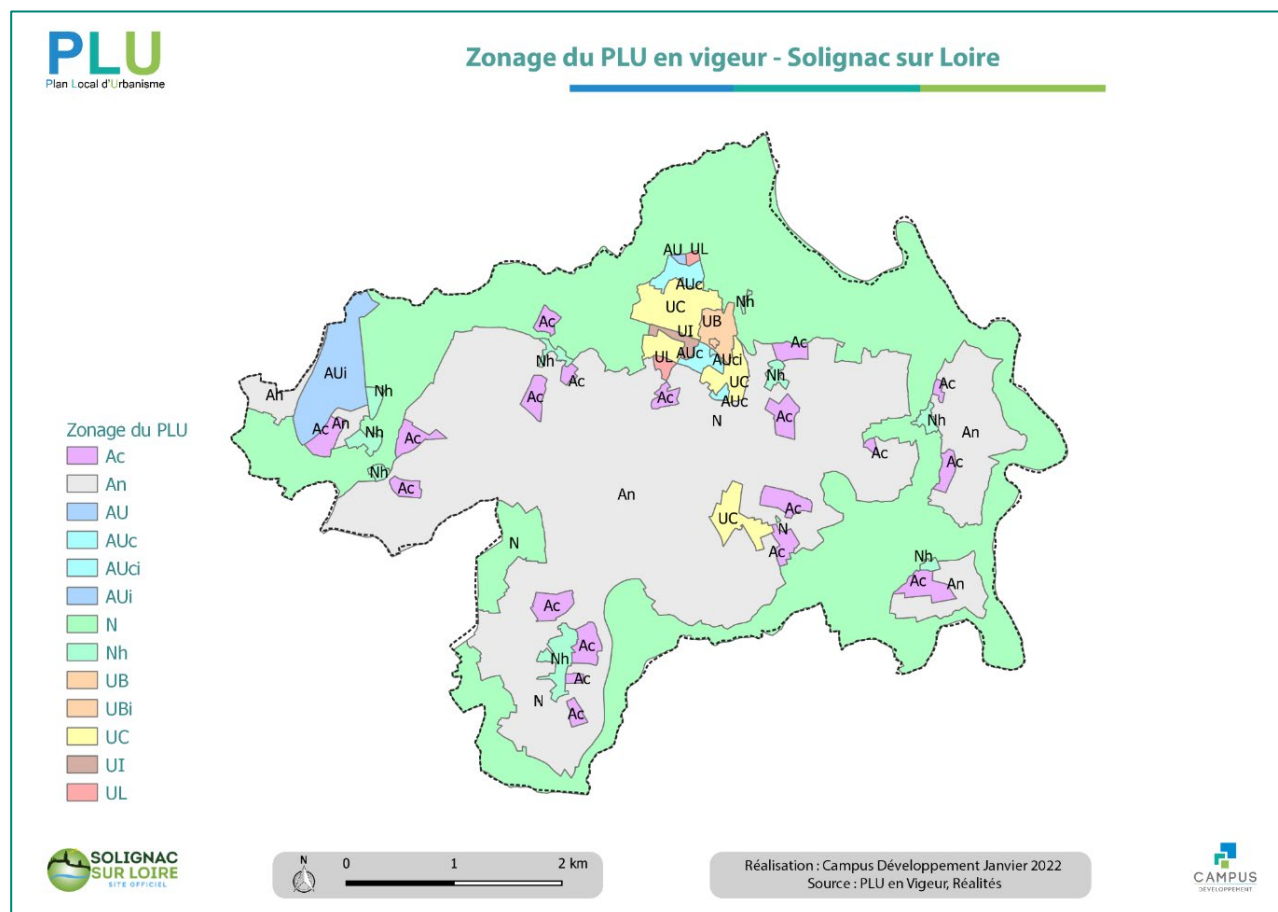 PLU
Plan Local d'Urbanisme
Zonage du PLU en vigeur - Solignac sur Loire
AU UL
AUc
UC
Nh
UB
UI
Ac
Nh
Ac
Ac
UL
AUc
AUci
UC
AUc
Ac
N
Ac
Nh
Ac
AUi
An
Nh
Ac
An
Nh
Nh
Ac
Ac
Ac
Nh
An
Ac
Ac
An
UC
Ac
N
Ac
Nh
Ac
An
N
Ac
Ac
Nh
Ac
N
Ac
Zonage du PLU
Ac
An
AU
AUc
AUci
AUi
N
Nh
UB
UBi
UC
UI
UL
SOLIGNAC
SUR LOIRE
SITE OFFICIEL
N
0 1 2 km
Réalisation : Campus Développement Janvier 2022
Source : PLU en Vigeur, Réalités
CAMPUS
DÉVELOPPEMENT